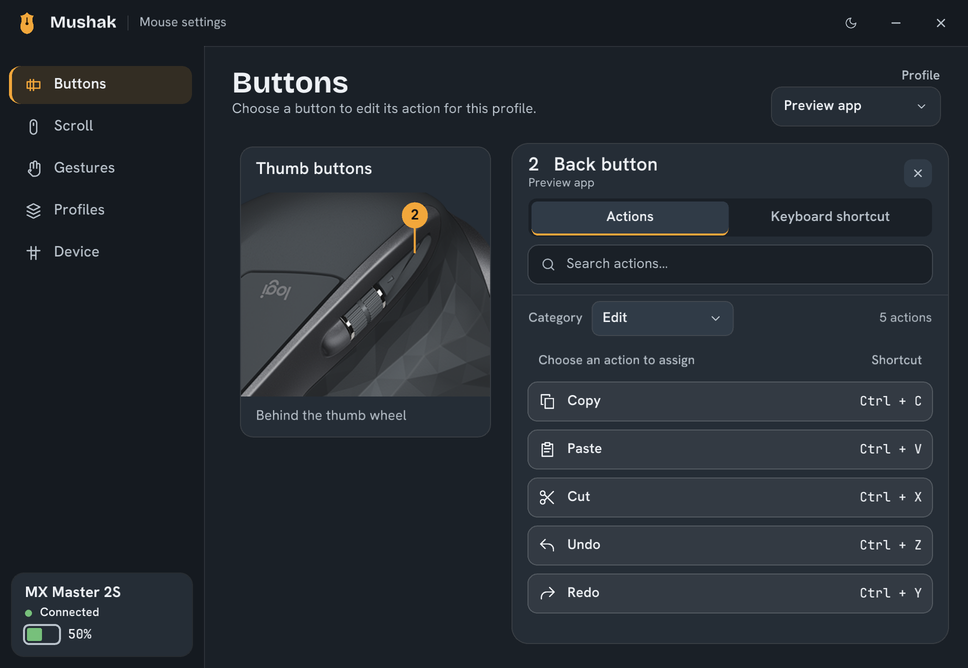 Mushak
Mouse settings
Buttons
Scroll
Gestures
Profiles
Device
MX Master 2S
Connected
50%
Buttons
Choose a button to edit its action for this profile.
Profile
Preview app
Thumb buttons
2
logi
Behind the thumb wheel
2 Back button
Preview app
Actions
Keyboard shortcut
Search actions...
Category
Edit
5 actions
Choose an action to assign
Shortcut
Copy
Ctrl + C
Paste
Ctrl + V
Cut
Ctrl + X
Undo
Ctrl + Z
Redo
Ctrl + Y